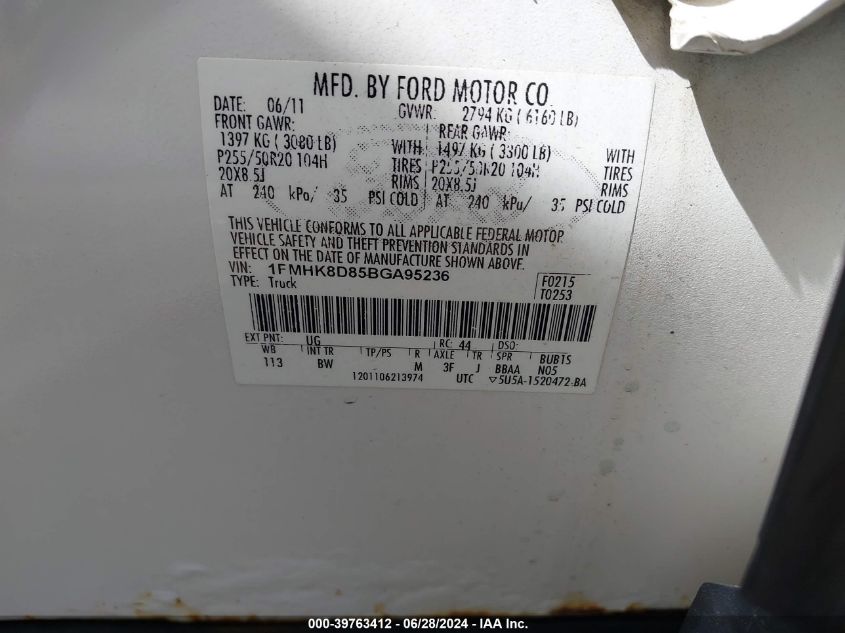 MFD. BY FORD MOTOR CO
DATE: 06/11 GVWR: 2794 KG ( 6160 LB)
FRONT GAWR: REAR GAWR:
1397 KG ( 3080 LB) WITH 1497 KG ( 3300 LB) WITH
P255/50R20 104H TIRES P255/50R20 104H TIRES
20X8.5J RIMS 20X8.5J RIMS
AT 240 kPa/ 35 PSI COLD AT 240 kPa/ 35 PSI COLD
THIS VEHICLE CONFORMS TO ALL APPLICABLE FEDERAL MOTOR
VEHICLE SAFETY AND THEFT PREVENTION STANDARDS IN
EFFECT ON THE DATE OF MANUFACTURE SHOWN ABOVE.
VIN: 1FMHK8D85BGA95236 F0215
TYPE: Truck T0253
EXT PNT: UG RC: 44 DSO:
WB INT TR TP/PS R AXLE TR SPR BUBTS
113 BW M 3F J BBAA N05
1201106213974 UTC ▽5U5A-1520472-BA
000-39763412 - 06/28/2024 - IAA Inc.